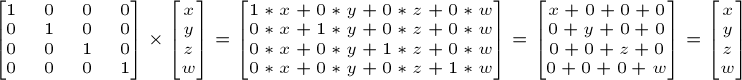 [1 0 0 0] [x] [1 * x + 0 * y + 0 * z + 0 * w] [x + 0 + 0 + 0] [x]
[0 1 0 0] × [y] = [0 * x + 1 * y + 0 * z + 0 * w] = [0 + y + 0 + 0] = [y]
[0 0 1 0] [z] [0 * x + 0 * y + 1 * z + 0 * w] [0 + 0 + z + 0] [z]
[0 0 0 1] [w] [0 * x + 0 * y + 0 * z + 1 * w] [0 + 0 + 0 + w] [w]